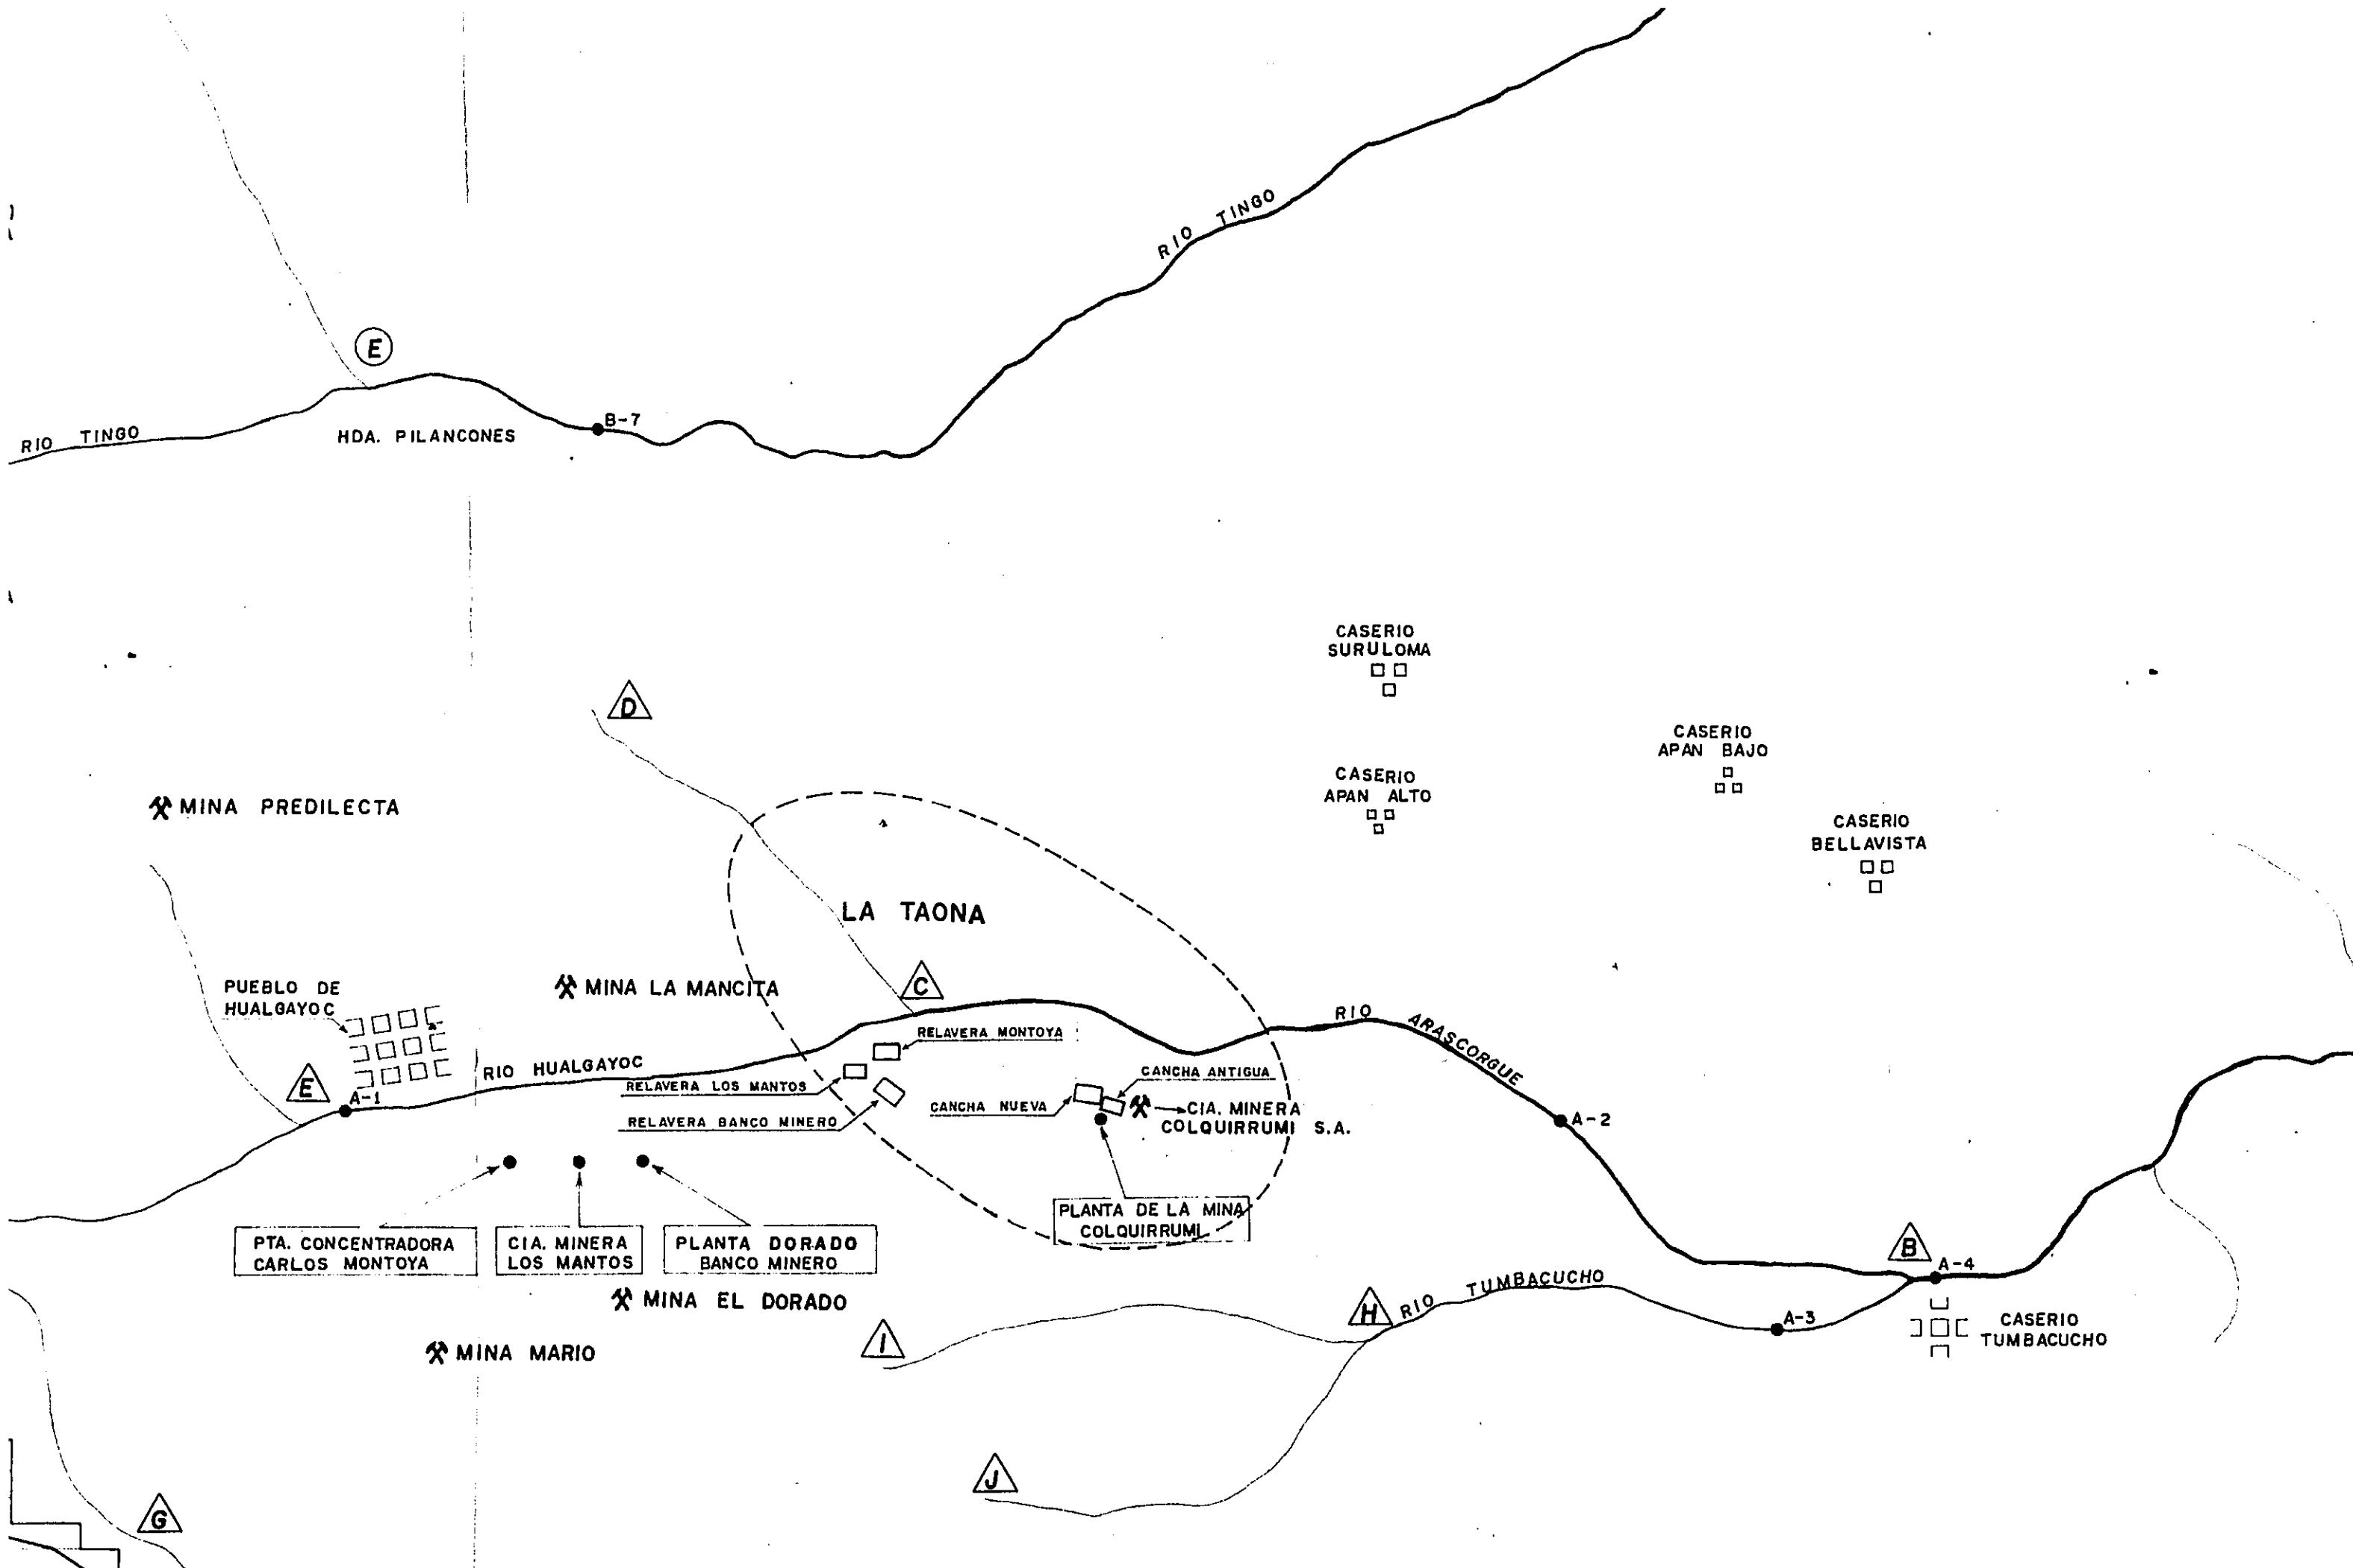 RIO TINGO
E
RIO TINGO
HDA. PILANCONES
B-7
CASERIO
SURULOMA
D
CASERIO
APAN BAJO
CASERIO
APAN ALTO
MINA PREDILECTA
CASERIO
BELLAVISTA
LA TAONA
PUEBLO DE
HUALGAYOC
MINA LA MANCITA
C
RIO ARASCORGUE
RELAVERA MONTOYA
E
A-1
RIO HUALGAYOC
RELAVERA LOS MANTOS
RELAVERA BANCO MINERO
CANCHA ANTIGUA
CANCHA NUEVA
CIA. MINERA
COLQUIRRUMI S.A.
A-2
PLANTA DE LA MINA
COLQUIRRUMI
PTA. CONCENTRADORA
CARLOS MONTOYA
CIA. MINERA
LOS MANTOS
PLANTA DORADO
BANCO MINERO
B
A-4
MINA EL DORADO
MINA MARIO
I
H
RIO TUMBACUCHO
A-3
CASERIO
TUMBACUCHO
J
G